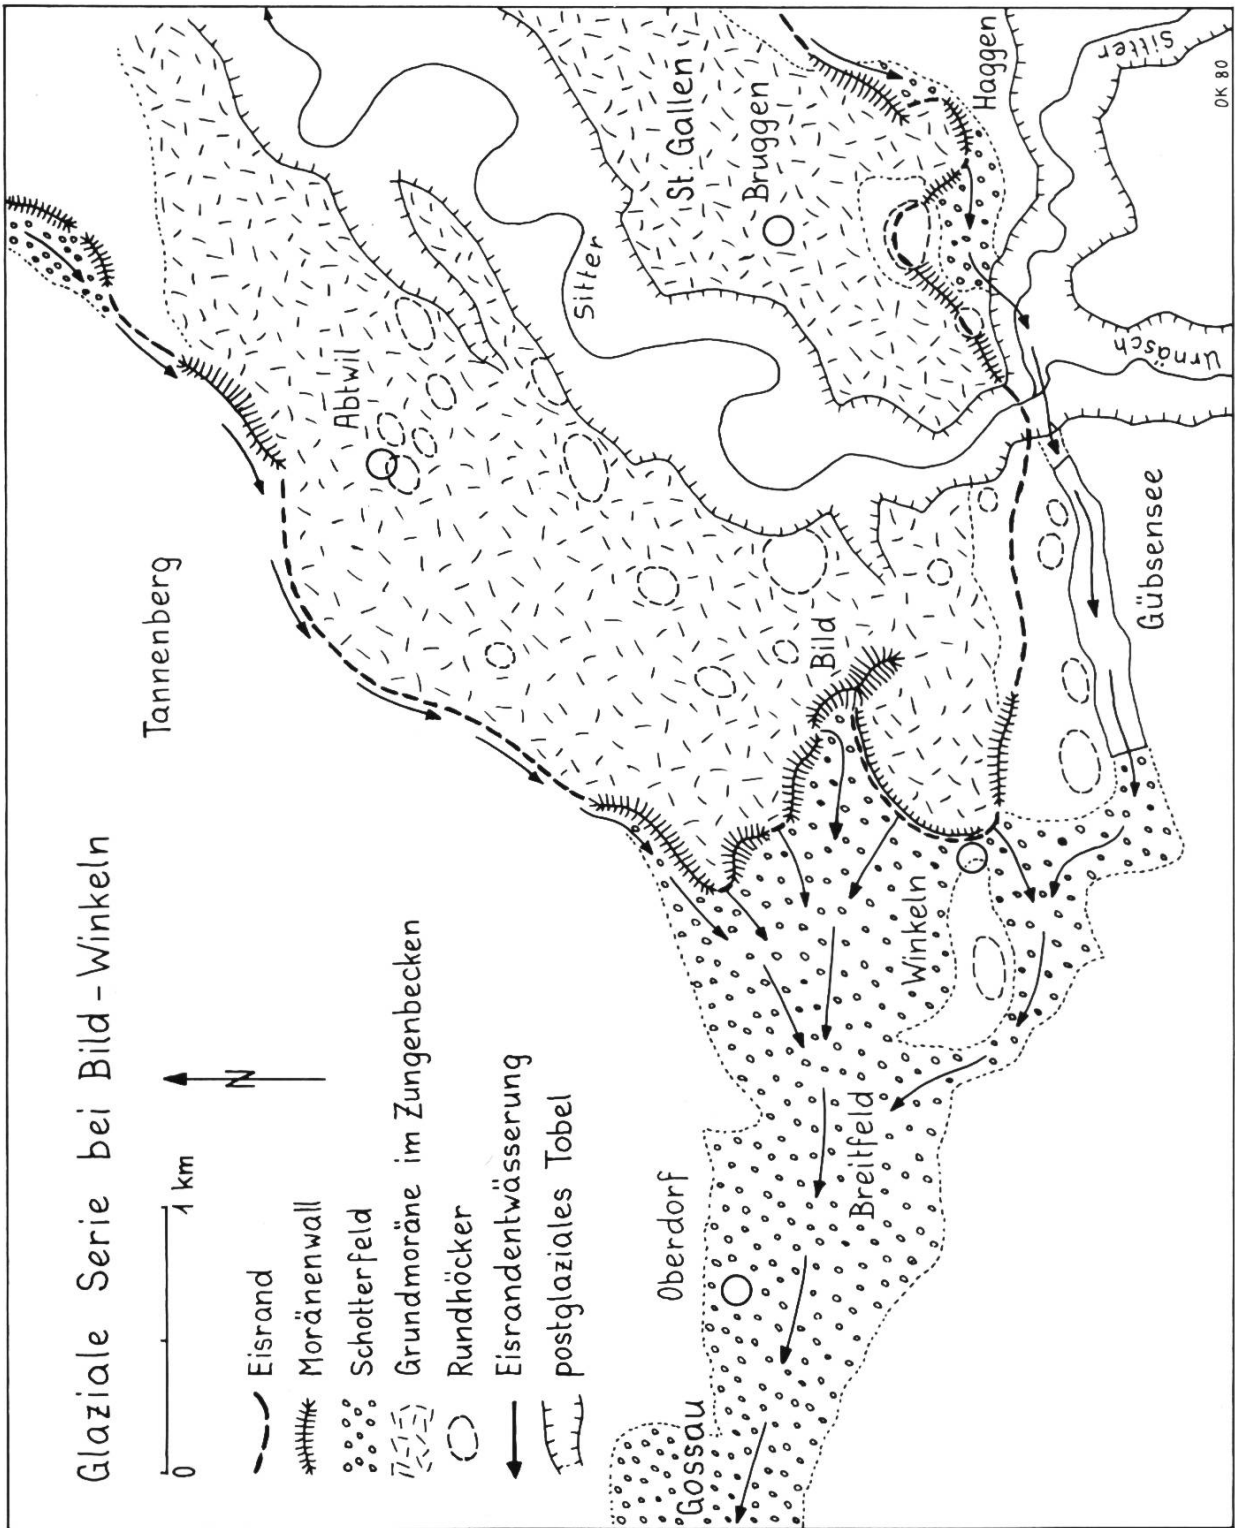 Glaziale Serie bei Bild-Winkeln
0
1 km
N
Eisrand
Moränenwall
Schotterfeld
Grundmoräne im Zungenbecken
Rundhöcker
Eisrandentwässerung
postglaziales Tobel
Tannenberg
Abtwil
Sitter
St. Gallen
Bruggen
Haggen
Sitter
Urnäsch
Gübsensee
Bild
Winkeln
Breitfeld
Oberdorf
Gossau
OK 80